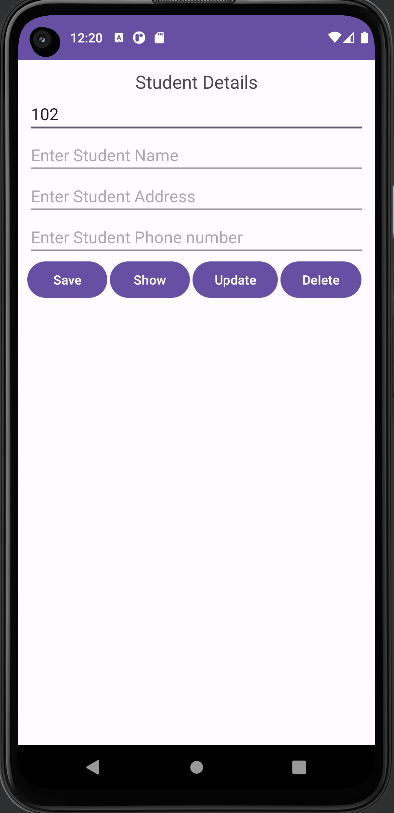 12:20
Student Details
102
Enter Student Name
Enter Student Address
Enter Student Phone number
Save Show Update Delete